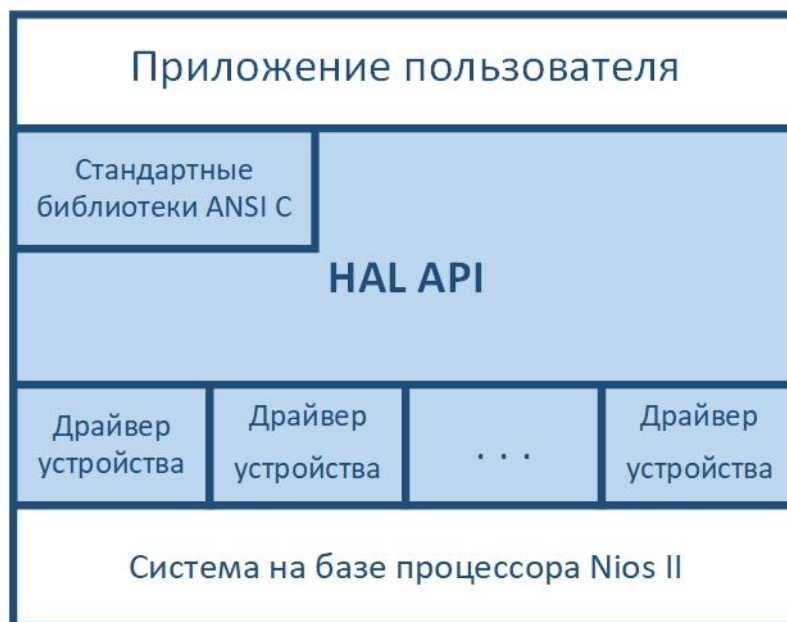 Приложение пользователя
Стандартные
библиотеки ANSI C
HAL API
Драйвер
устройства
Драйвер
устройства
. . .
Драйвер
устройства
Система на базе процессора Nios II